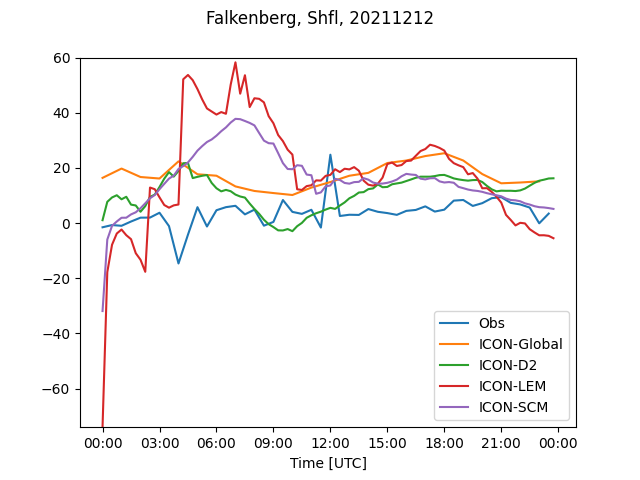 Falkenberg, Shfl, 20211212
60
40
20
0
−20
−40
−60
Obs
ICON-Global
ICON-D2
ICON-LEM
ICON-SCM
00:00 03:00 06:00 09:00 12:00 15:00 18:00 21:00 00:00
Time [UTC]